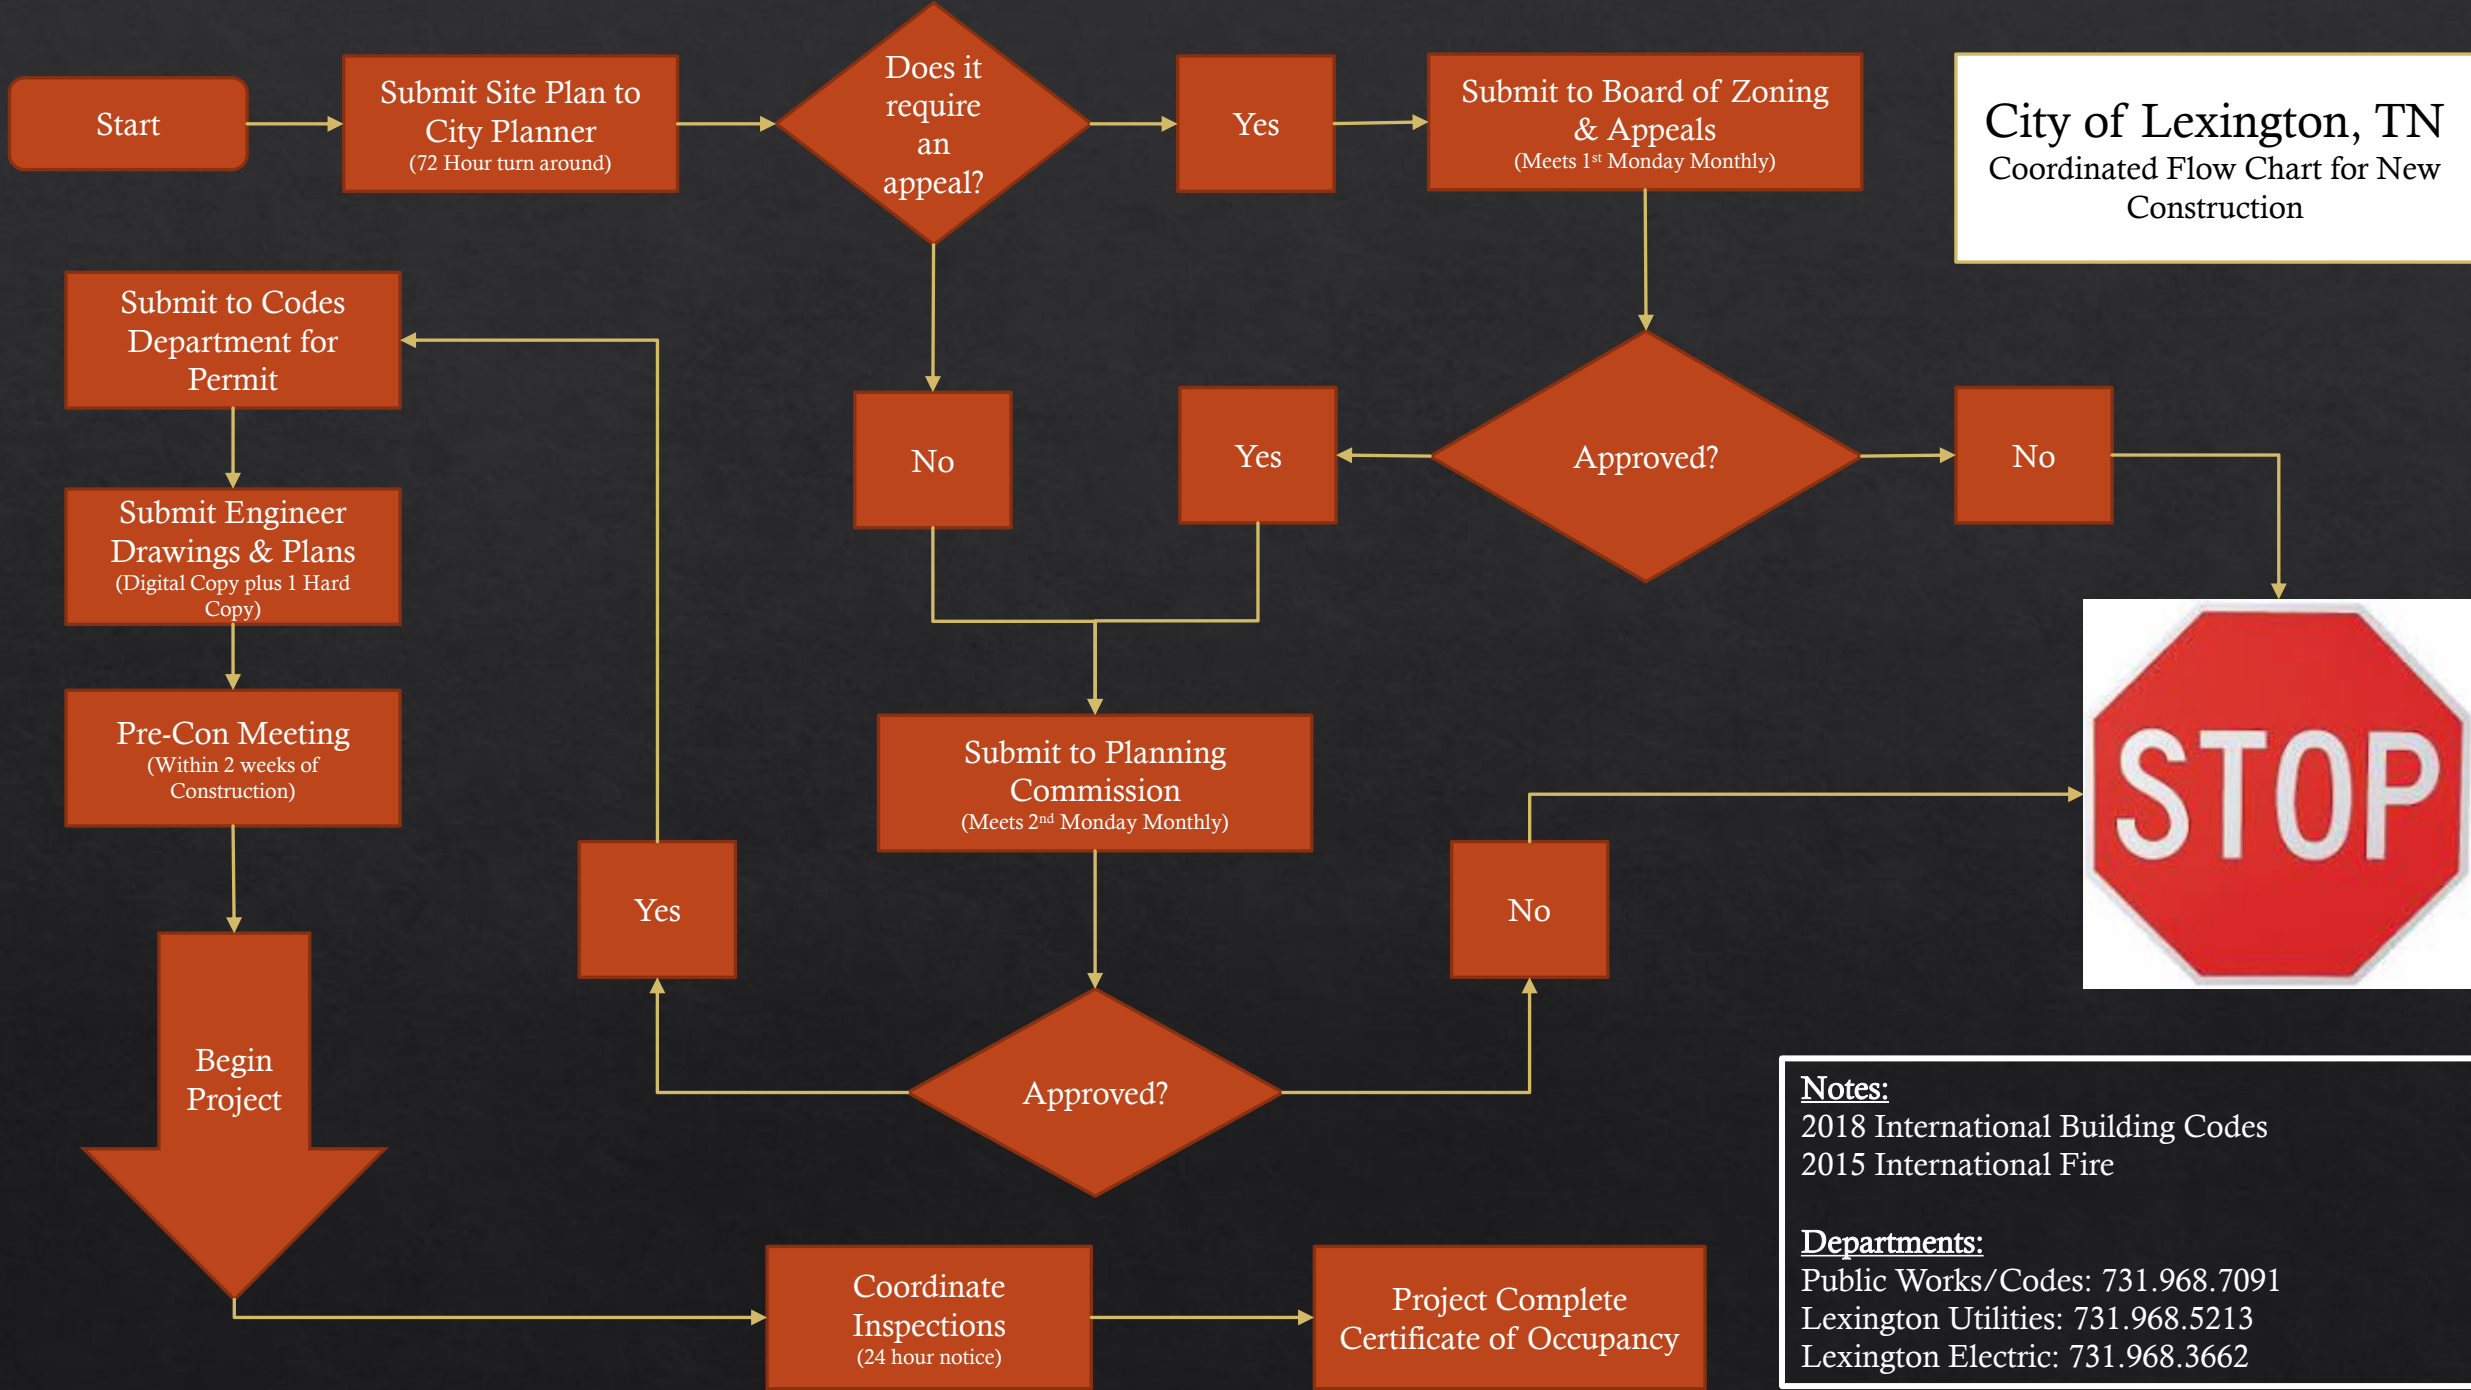 Start
Submit Site Plan to
City Planner
(72 Hour turn around)
Does it
require
an
appeal?
Yes
Submit to Board of Zoning
& Appeals
(Meets 1st Monday Monthly)
City of Lexington, TN
Coordinated Flow Chart for New
Construction
Submit to Codes
Department for
Permit
No
Yes
Approved?
No
Submit Engineer
Drawings & Plans
(Digital Copy plus 1 Hard
Copy)
STOP
Pre-Con Meeting
(Within 2 weeks of
Construction)
Submit to Planning
Commission
(Meets 2nd Monday Monthly)
Yes
No
Begin
Project
Approved?
Notes:
2018 International Building Codes
2015 International Fire
Departments:
Public Works/Codes: 731.968.7091
Lexington Utilities: 731.968.5213
Lexington Electric: 731.968.3662
Coordinate
Inspections
(24 hour notice)
Project Complete
Certificate of Occupancy